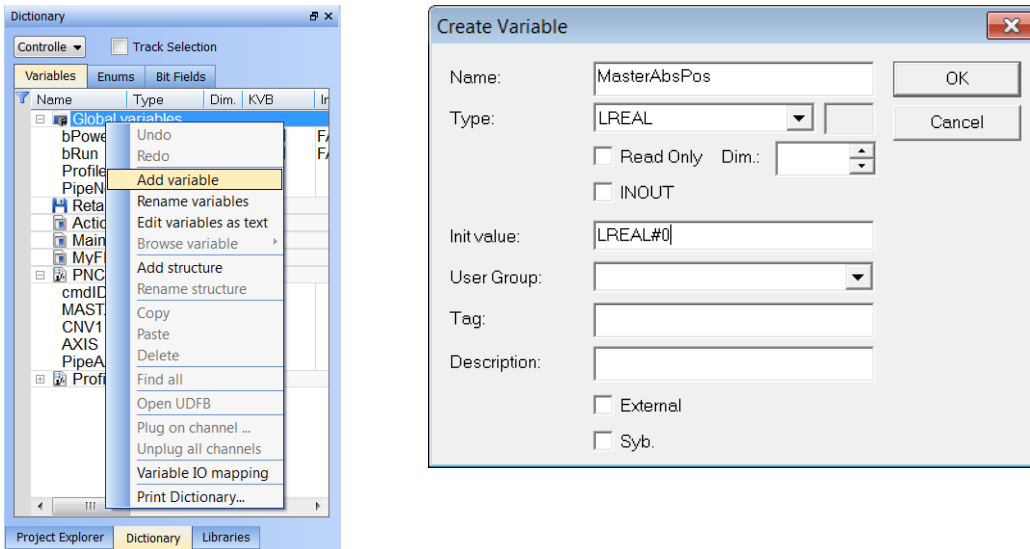 Dictionary
Controlle
Track Selection
Variables Enums Bit Fields
Name Type Dim. KVB In
Global variables
bPowe F
bRun F
Profile
PipeN
Reta
Actio
Main
MyF
PNC
cmdID
MAST
CNV1
AXIS
PipeA
Profi
Undo
Redo
Add variable
Rename variables
Edit variables as text
Browse variable
Add structure
Rename structure
Copy
Paste
Delete
Find all
Open UDFB
Plug on channel ...
Unplug all channels
Variable IO mapping
Print Dictionary...
Project Explorer Dictionary Libraries
Create Variable
Name: MasterAbsPos OK
Type: LREAL Cancel
Read Only Dim.:
INOUT
Init value: LREAL#0
User Group:
Tag:
Description:
External
Syb.